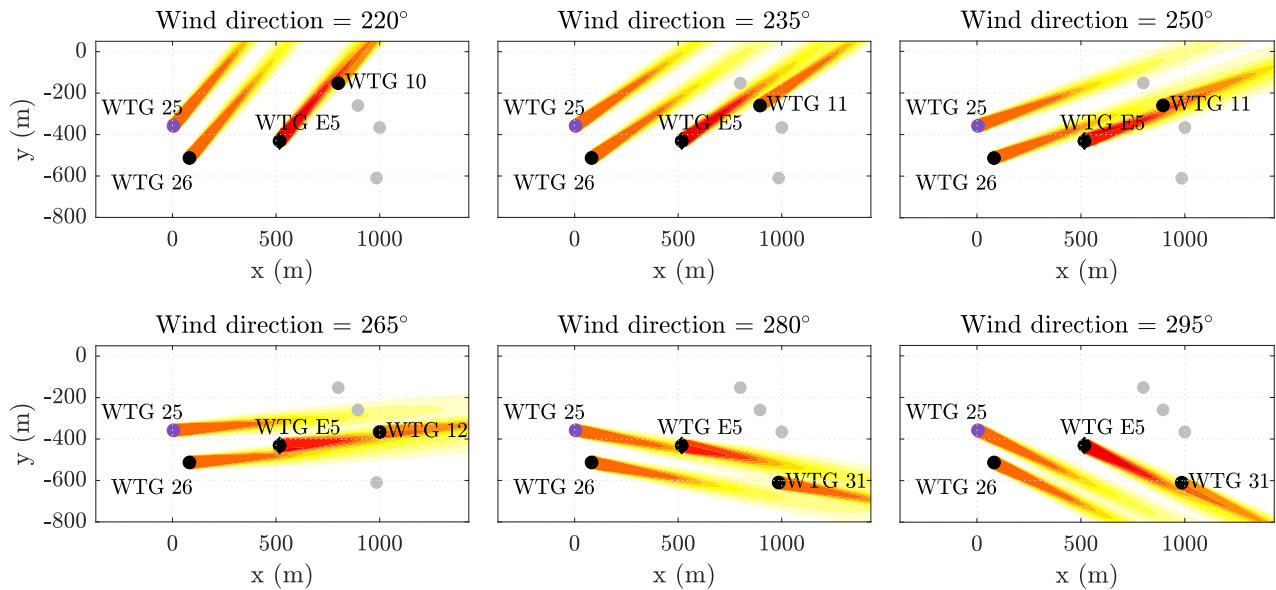 Wind direction = 220°
Wind direction = 235°
Wind direction = 250°
0
-200
-400
-600
-800
y (m)
WTG 25
WTG 26
WTG E5
WTG 10
WTG 25
WTG 26
WTG E5
WTG 11
WTG 25
WTG 26
WTG E5
WTG 11
0 500 1000
0 500 1000
0 500 1000
x (m)
x (m)
x (m)
Wind direction = 265°
Wind direction = 280°
Wind direction = 295°
0
-200
-400
-600
-800
y (m)
WTG 25
WTG 26
WTG E5
WTG 12
WTG 25
WTG 26
WTG E5
WTG 31
WTG 25
WTG 26
WTG E5
WTG 31
0 500 1000
0 500 1000
0 500 1000
x (m)
x (m)
x (m)